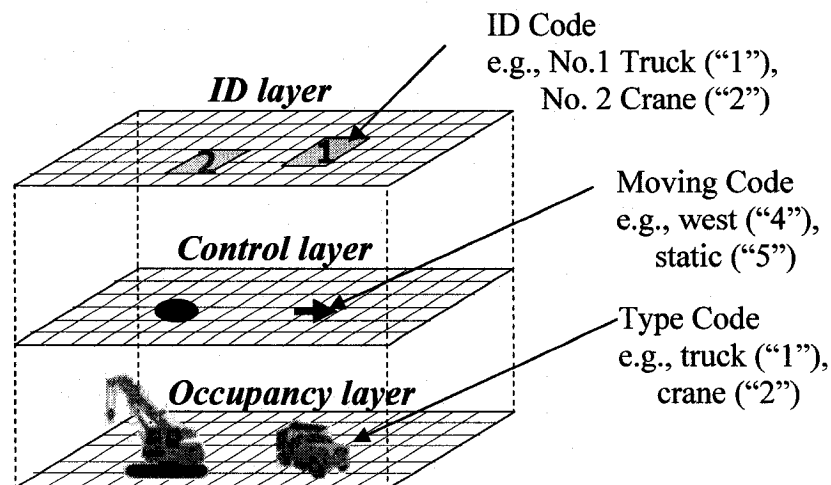 ID Code
e.g., No.1 Truck (“1”),
No. 2 Crane (“2”)
ID layer
1
2
Moving Code
e.g., west (“4”),
static (“5”)
Control layer
Type Code
e.g., truck (“1”),
crane (“2”)
Occupancy layer